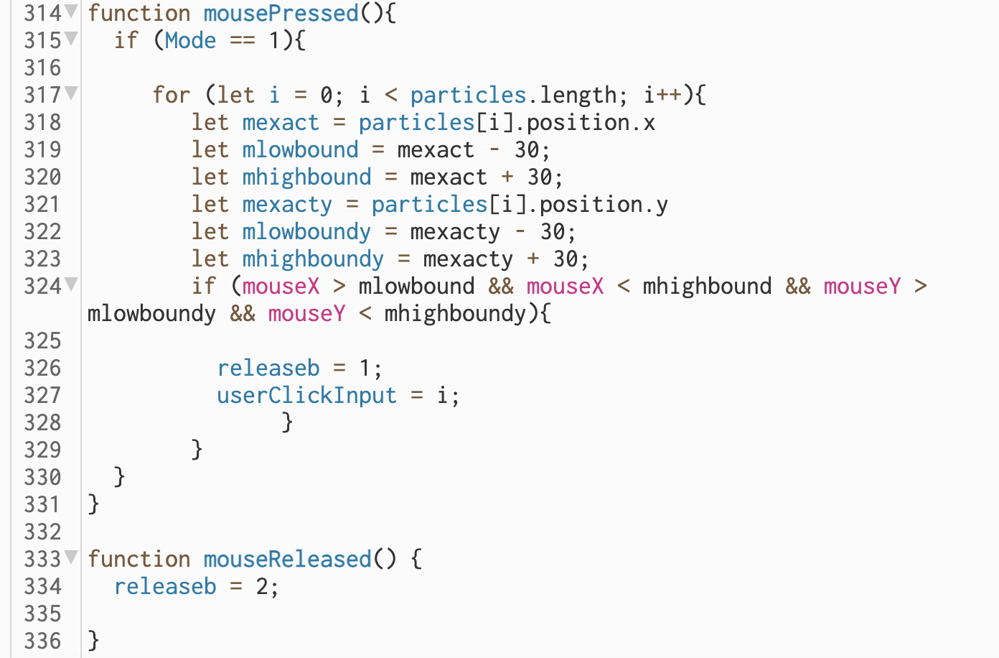 314 function mousePressed(){
315   if (Mode == 1){
316
317      for (let i = 0; i < particles.length; i++){
318         let mexact = particles[i].position.x
319         let mlowbound = mexact - 30;
320         let mhighbound = mexact + 30;
321         let mexacty = particles[i].position.y
322         let mlowboundy = mexacty - 30;
323         let mhighboundy = mexacty + 30;
324         if (mouseX > mlowbound && mouseX < mhighbound && mouseY >
mlowboundy && mouseY < mhighboundy){
325
326           releaseb = 1;
327           userClickInput = i;
328                }
329         }
330   }
331 }
332
333 function mouseReleased() {
334   releaseb = 2;
335
336 }